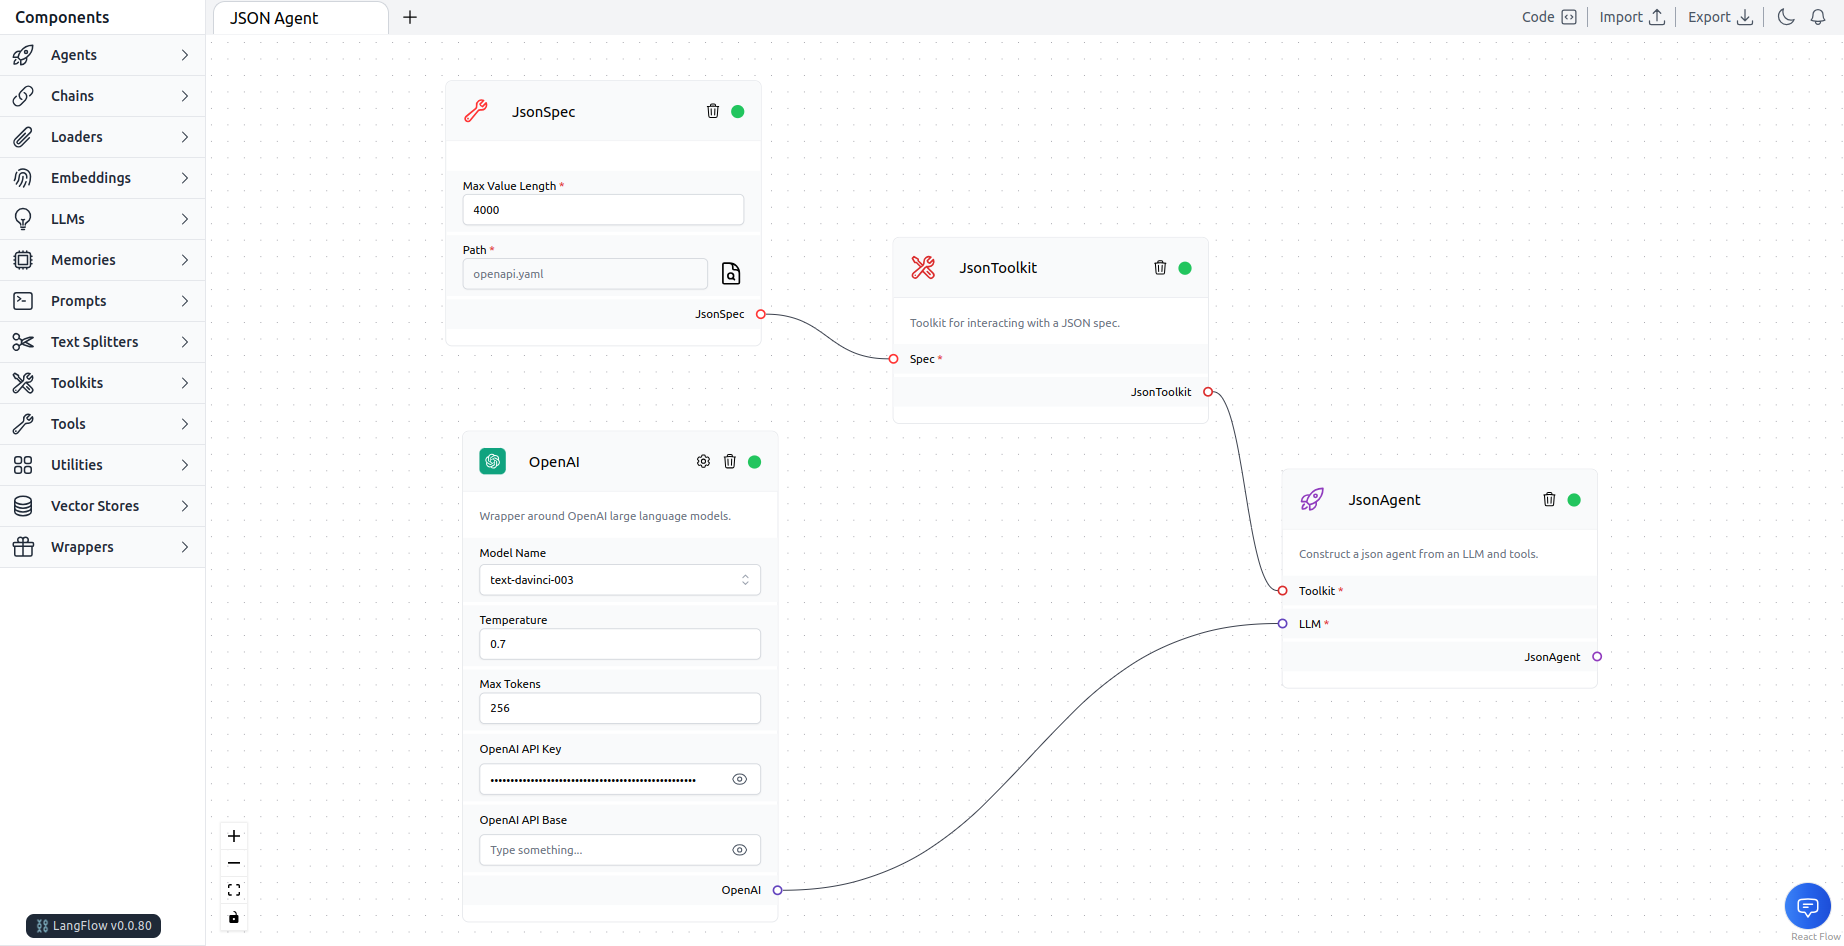 Components
JSON Agent
Code
Import
Export
Agents
Chains
Loaders
Embeddings
LLMs
Memories
Prompts
Text Splitters
Toolkits
Tools
Utilities
Vector Stores
Wrappers
JsonSpec
Max Value Length *
4000
Path *
openapi.yaml
JsonSpec
JsonToolkit
Toolkit for interacting with a JSON spec.
Spec *
JsonToolkit
OpenAI
Wrapper around OpenAI large language models.
Model Name
text-davinci-003
Temperature
0.7
Max Tokens
256
OpenAI API Key
OpenAI API Base
Type something...
OpenAI
JsonAgent
Construct a json agent from an LLM and tools.
Toolkit *
LLM *
JsonAgent
LangFlow v0.0.80
React Flow